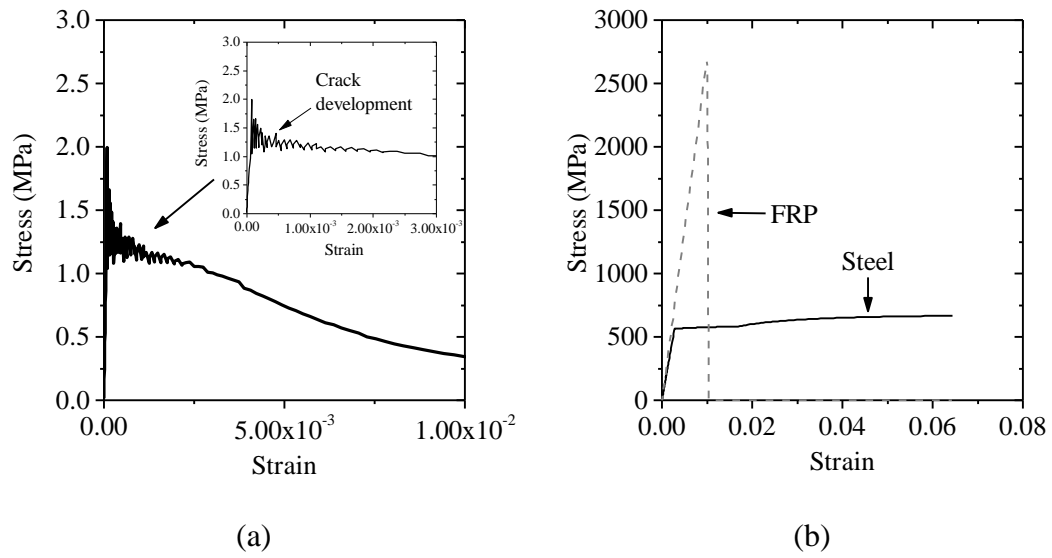 3.0
2.5
2.0
1.5
1.0
0.5
0.0
Stress (MPa)
0.00
5.00x10⁻³
1.00x10⁻²
Strain
3.0
2.5
2.0
1.5
1.0
0.5
0.0
Stress (MPa)
Crack
development
0.00
1.00x10⁻³
2.00x10⁻³
3.00x10⁻³
Strain
(a)
3000
2500
2000
1500
1000
500
0
Stress (MPa)
FRP
Steel
0.00
0.02
0.04
0.06
0.08
Strain
(b)